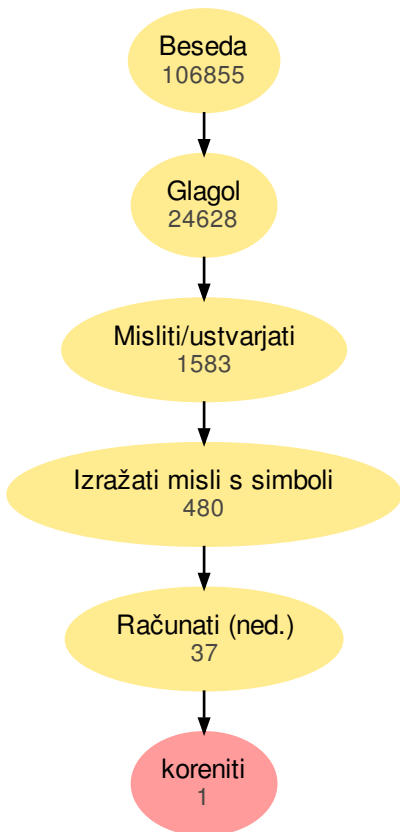 Beseda
106855
Glagol
24628
Misliti/ustvarjati
1583
Izražati misli s simboli
480
Računati (ned.)
37
koreniti
1